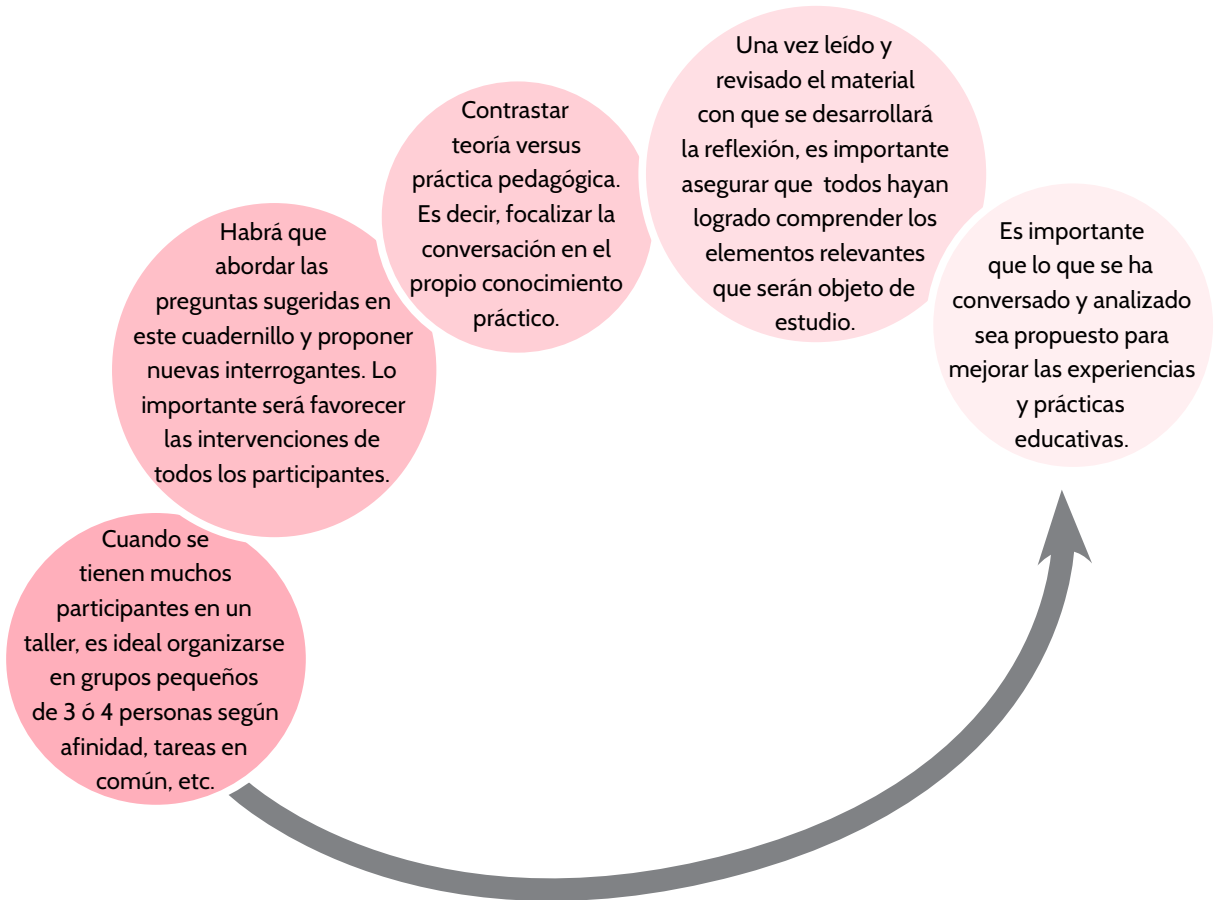 Cuando se
tienen muchos
participantes en un
taller, es ideal organizarse
en grupos pequeños
de 3 ó 4 personas según
afinidad, tareas en
común, etc.
Habrá que
abordar las
preguntas sugeridas en
este cuadernillo y proponer
nuevas interrogantes. Lo
importante será favorecer
las intervenciones de
todos los participantes.
Contrastar
teoría versus
práctica pedagógica.
Es decir, focalizar la
conversación en el
propio conocimiento
práctico.
Una vez leído y
revisado el material
con que se desarrollará
la reflexión, es importante
asegurar que todos hayan
logrado comprender los
elementos relevantes
que serán objeto de
estudio.
Es importante
que lo que se ha
conversado y analizado
sea propuesto para
mejorar las experiencias
y prácticas
educativas.